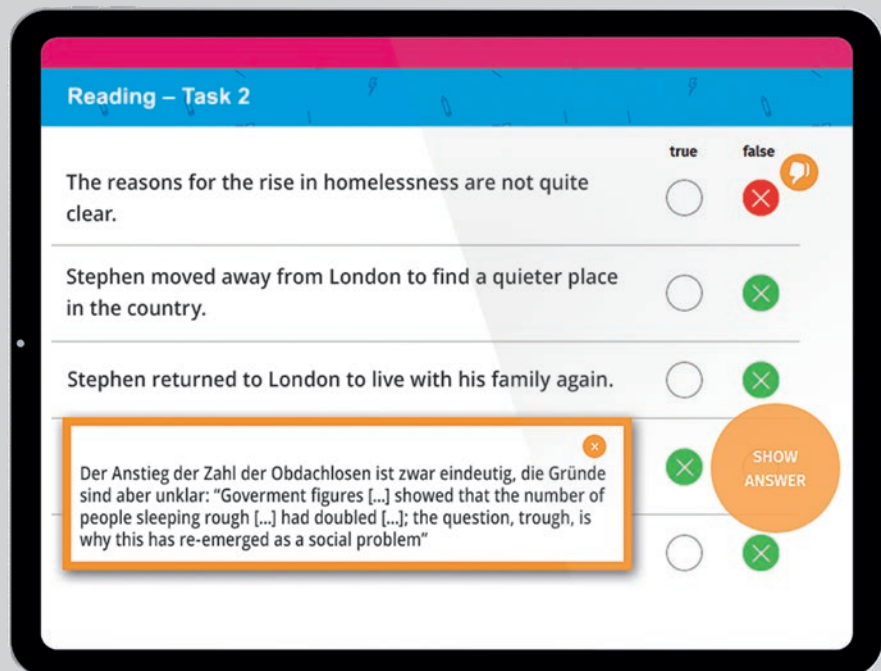 Reading – Task 2
true false
The reasons for the rise in homelessness are not quite
clear.
Stephen moved away from London to find a quieter place
in the country.
Stephen returned to London to live with his family again.
Der Anstieg der Zahl der Obdachlosen ist zwar eindeutig, die Gründe
sind aber unklar: “Goverment figures [...] showed that the number of
people sleeping rough [...] had doubled [...]; the question, trough, is
why this has re-emerged as a social problem”
SHOW
ANSWER